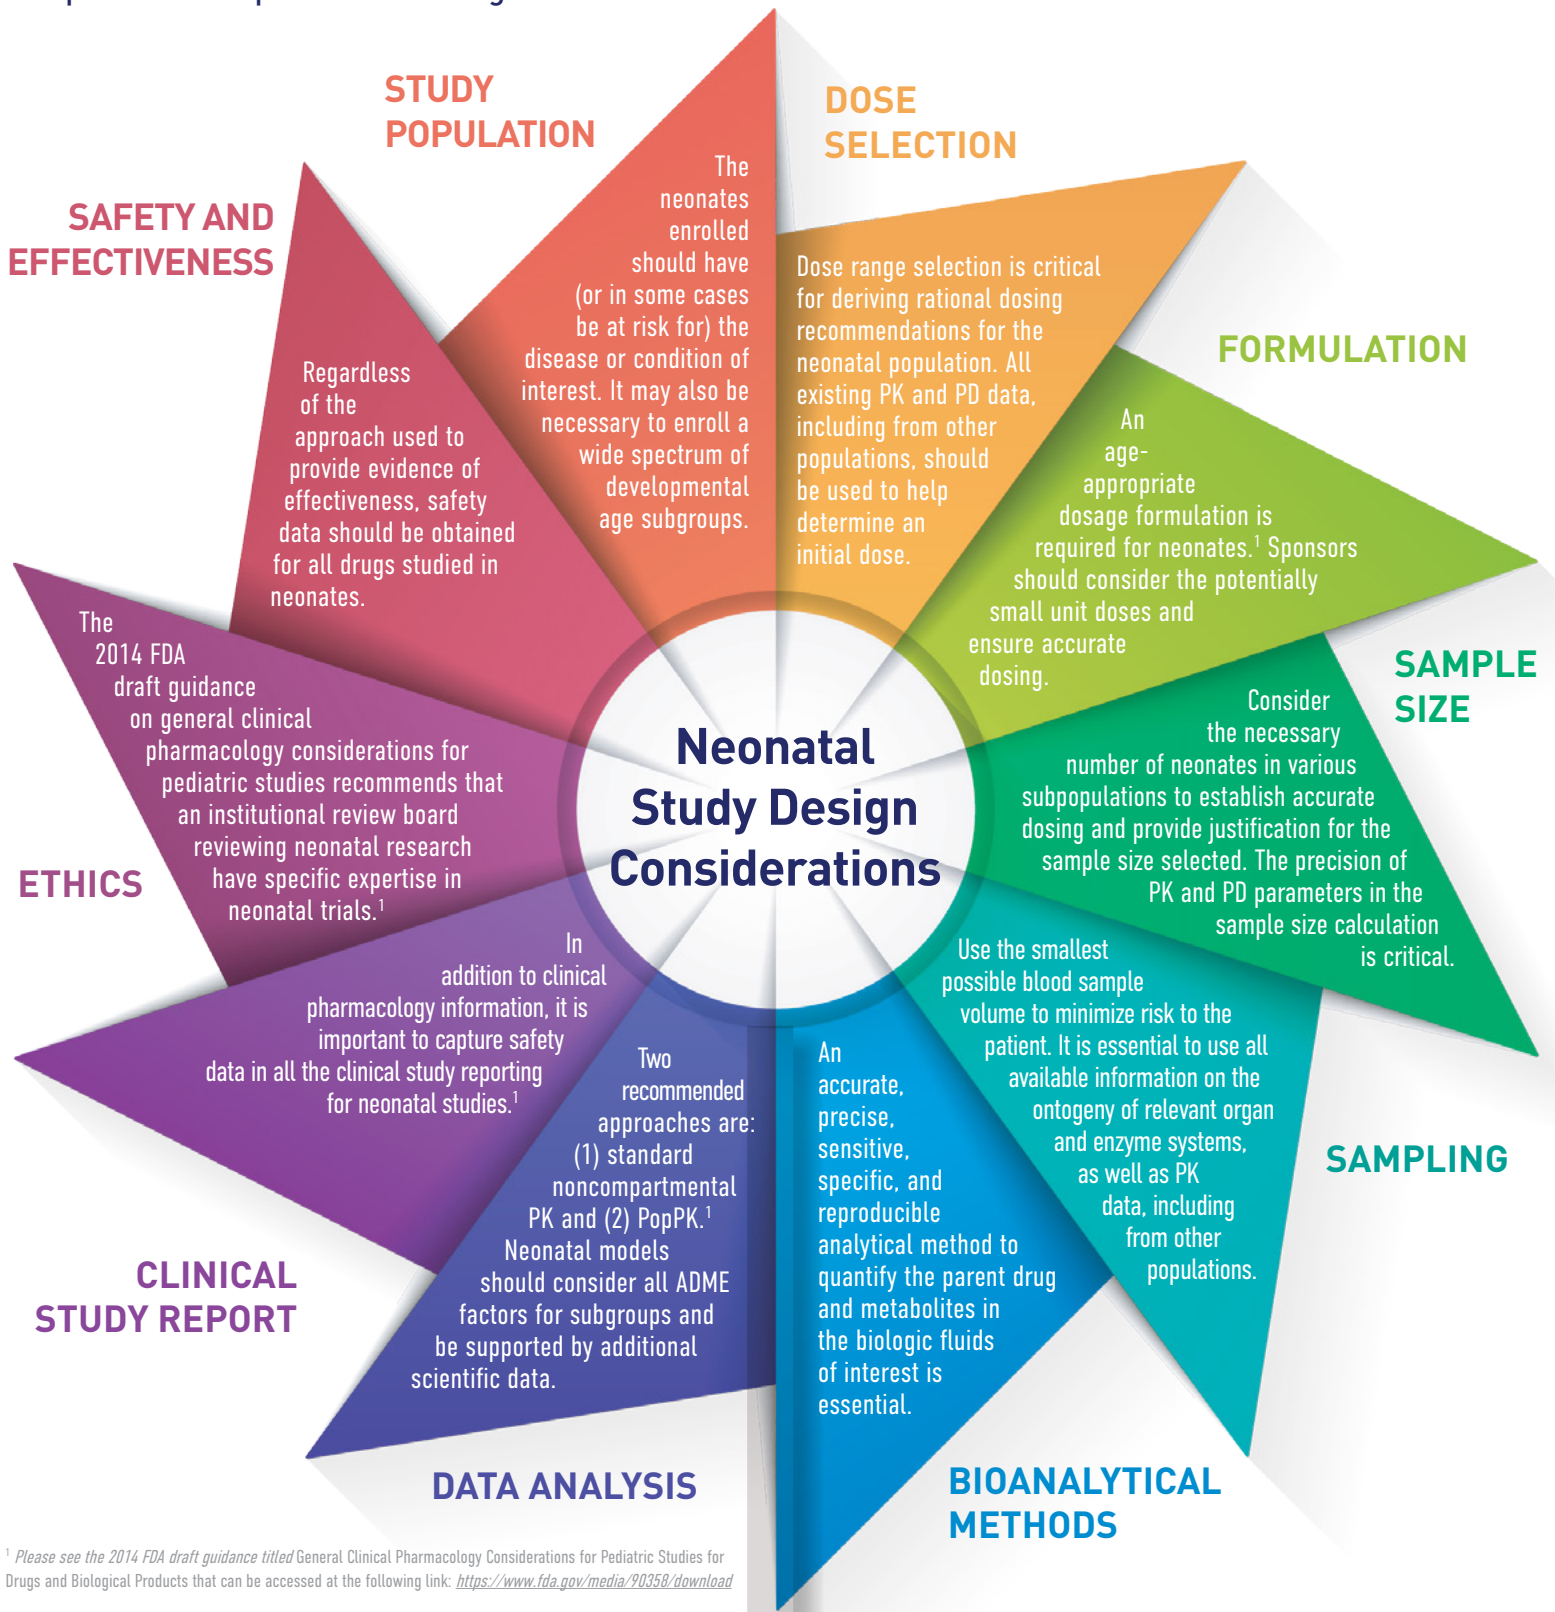 STUDY
POPULATION
The
neonates
enrolled
should have
(or in some cases
be at risk for) the
disease or condition of
interest. It may also be
necessary to enroll a
wide spectrum of
developmental
age subgroups.
DOSE
SELECTION
Dose range selection is critical
for deriving rational dosing
recommendations for the
neonatal population. All
existing PK and PD data,
including from other
populations, should
be used to help
determine an
initial dose.
FORMULATION
An
age-
appropriate
dosage formulation is
required for neonates.¹ Sponsors
should consider the potentially
small unit doses and
ensure accurate
dosing.
SAMPLE
SIZE
Consider
the necessary
number of neonates in various
subpopulations to establish accurate
dosing and provide justification for the
sample size selected. The precision of
PK and PD parameters in the
sample size calculation
is critical.
SAMPLING
Use the smallest
possible blood sample
volume to minimize risk to the
patient. It is essential to use all
available information on the
ontogeny of relevant organ
and enzyme systems,
as well as PK
data, including
from other
populations.
BIOANALYTICAL
METHODS
An
accurate,
precise,
sensitive,
specific, and
reproducible
analytical method to
quantify the parent drug
and metabolites in
the biologic fluids
of interest is
essential.
DATA ANALYSIS
Two
recommended
approaches are:
(1) standard
noncompartmental
PK and (2) PopPK.¹
Neonatal models
should consider all ADME
factors for subgroups and
be supported by additional
scientific data.
CLINICAL
STUDY REPORT
In
addition to clinical
pharmacology information, it is
important to capture safety
data in all the clinical study reporting
for neonatal studies.¹
ETHICS
The
2014 FDA
draft guidance
on general clinical
pharmacology considerations for
pediatric studies recommends that
an institutional review board
reviewing neonatal research
have specific expertise in
neonatal trials.¹
SAFETY AND
EFFECTIVENESS
Regardless
of the
approach used to
provide evidence of
effectiveness, safety
data should be obtained
for all drugs studied in
neonates.
Neonatal
Study Design
Considerations
¹ Please see the 2014 FDA draft guidance titled General Clinical Pharmacology Considerations for Pediatric Studies for
Drugs and Biological Products that can be accessed at the following link: https://www.fda.gov/media/90358/download